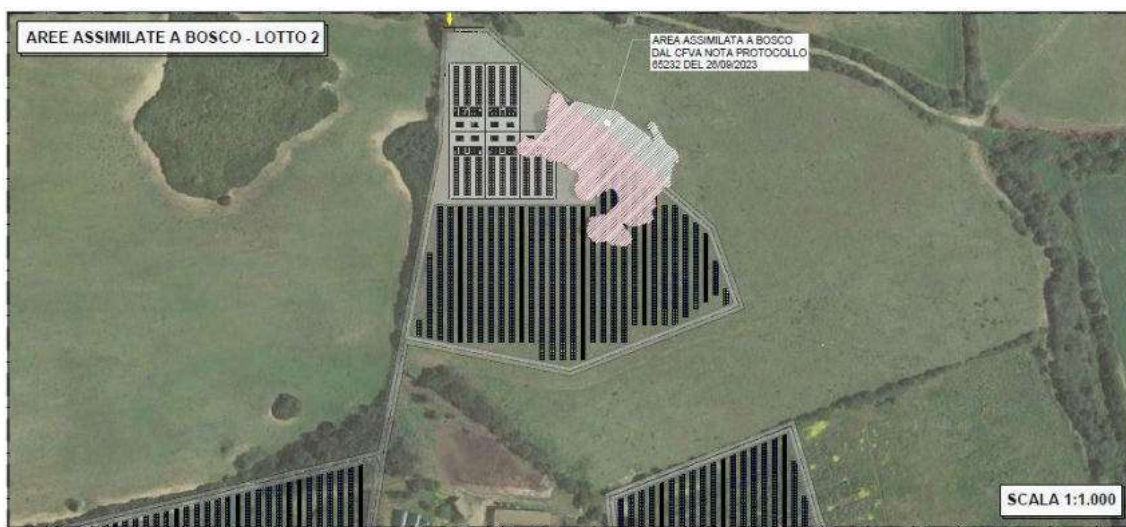 AREE ASSIMILATE A BOSCO - LOTTO 2
AREA ASSIMILATA A BOSCO
DAL CFVA NOTA PROTOCOLLO
65232 DEL 26/09/2023
SCALA 1:1.000